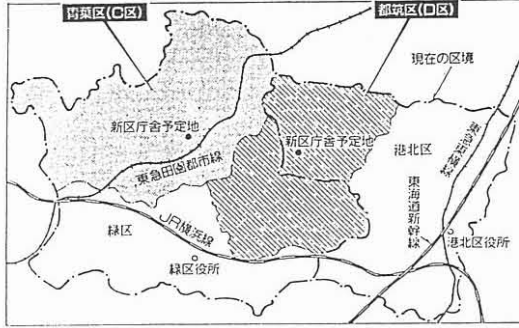 青葉区(C区)
都筑区(D区)
現在の区境
新区庁舎予定地
新区庁舎予定地
港北区
東急東横線
東急田園都市線
東海道新幹線
JR横浜線
緑区
緑区役所
港北区役所